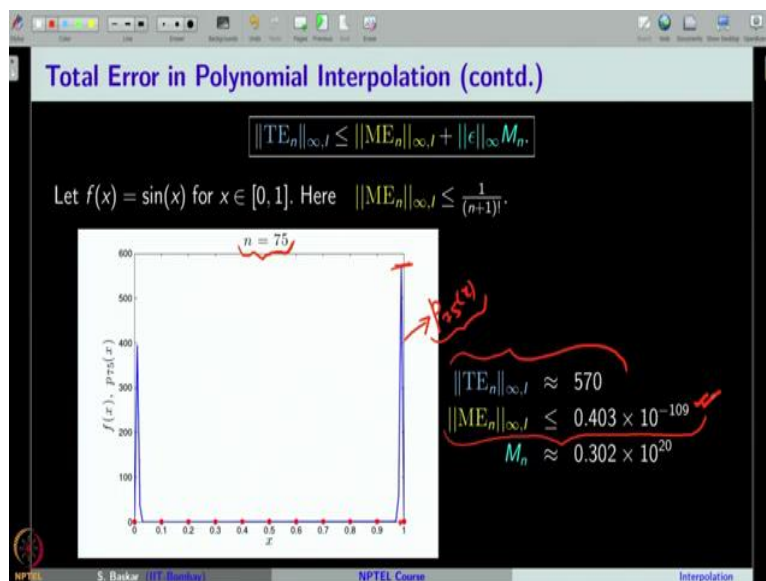 Total Error in Polynomial Interpolation (contd.)
||TEₙ||∞,I ≤ ||MEₙ||∞,I + ||ϵ||∞ Mₙ.
Let f(x) = sin(x) for x ∈ [0, 1]. Here ||MEₙ||∞,I ≤ 1/(n+1)!.
n = 75
600
500
400
300
200
100
0
f(x), p₇₅(x)
0 0.1 0.2 0.3 0.4 0.5 0.6 0.7 0.8 0.9 1
x
p₇₅(x)
||TEₙ||∞,I ≈ 570
||MEₙ||∞,I ≤ 0.403 × 10⁻¹⁰⁹
Mₙ ≈ 0.302 × 10²⁰
NPTEL S. Baskar (IIT-Bombay) NPTEL Course Interpolation